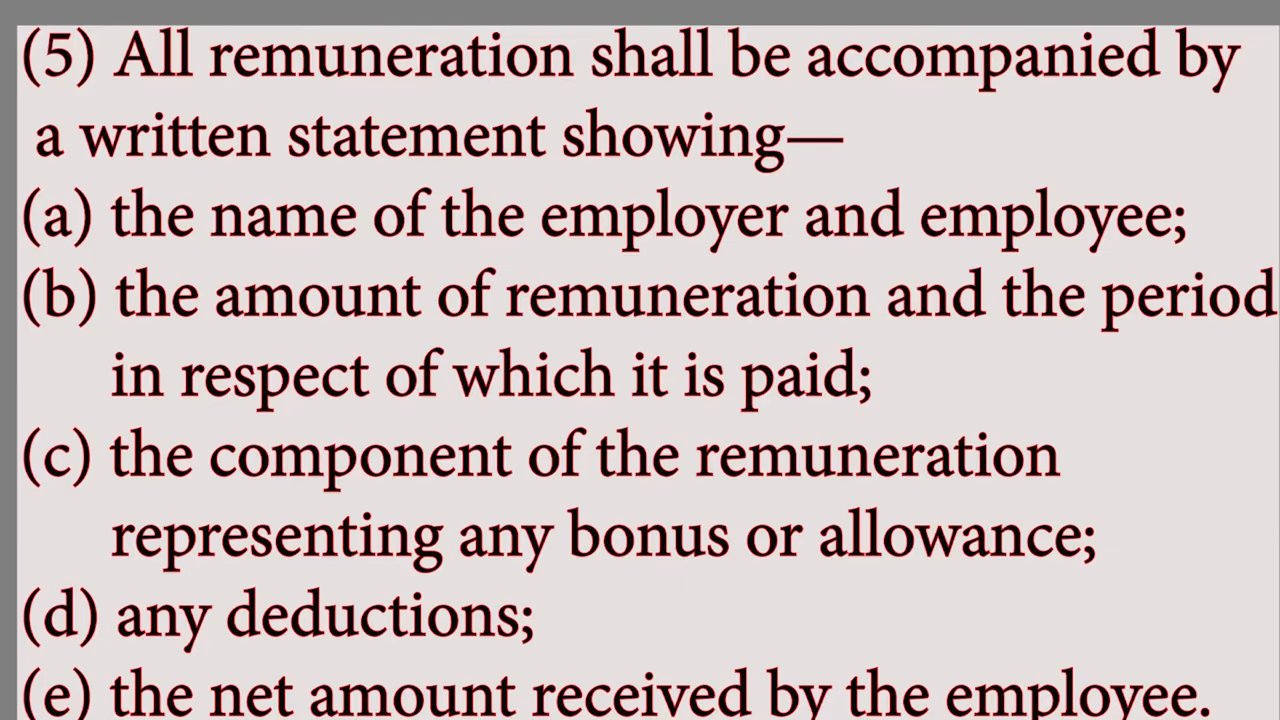 (5) All remuneration shall be accompanied by
a written statement showing—
(a) the name of the employer and employee;
(b) the amount of remuneration and the period
in respect of which it is paid;
(c) the component of the remuneration
representing any bonus or allowance;
(d) any deductions;
(e) the net amount received by the employee.